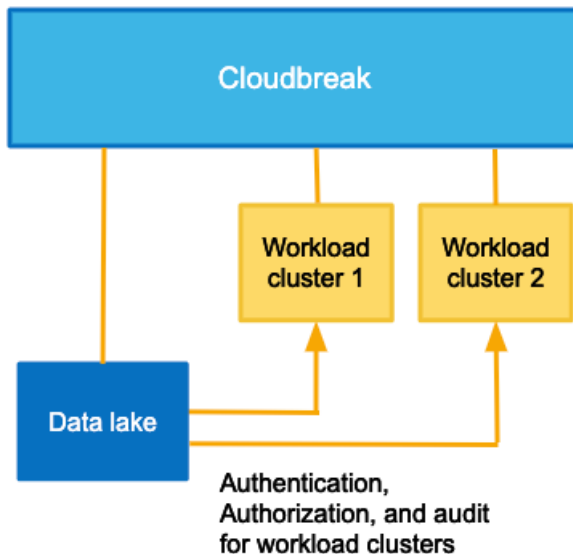 Cloudbreak
Workload
cluster 1
Workload
cluster 2
Data lake
Authentication,
Authorization, and audit
for workload clusters